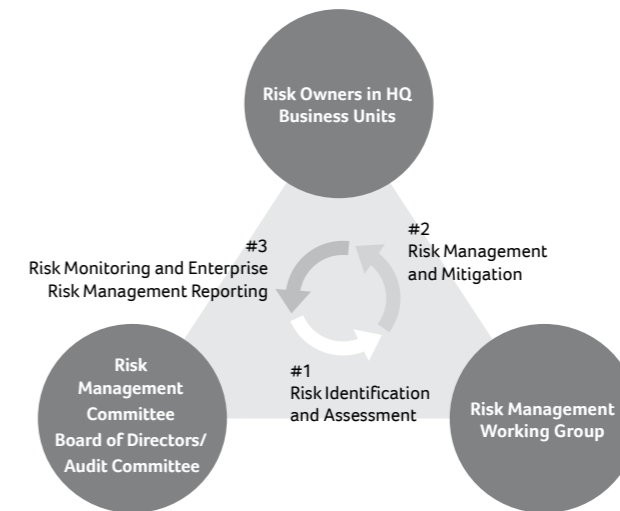 Risk Owners in HQ
Business Units
#3
Risk Monitoring and Enterprise
Risk Management Reporting
#2
Risk Management
and Mitigation
#1
Risk Identification
and Assessment
Risk
Management
Committee
Board of Directors/
Audit Committee
Risk Management
Working Group